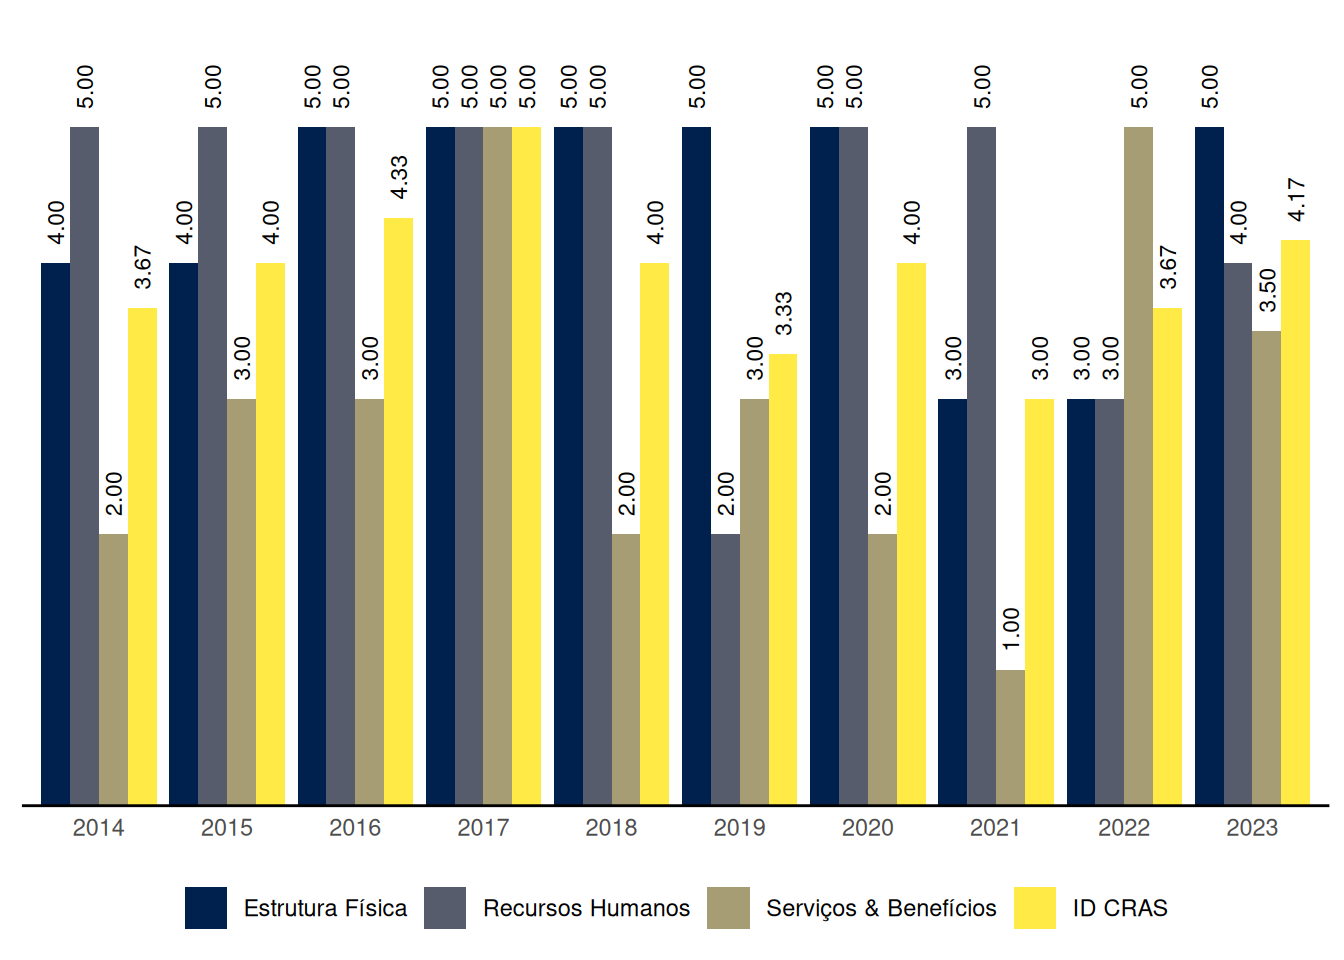 4.00 5.00 2.00 3.67 4.00 5.00 3.00 4.00 5.00 5.00 3.00 4.33 5.00 5.00 5.00 5.00 5.00 5.00 2.00 4.00 5.00 2.00 3.00 3.33 5.00 5.00 2.00 4.00 3.00 5.00 1.00 3.00 3.00 3.00 5.00 3.67 5.00 4.00 3.50 4.17
2014 2015 2016 2017 2018 2019 2020 2021 2022 2023
Estrutura Física Recursos Humanos Serviços & Benefícios ID CRAS